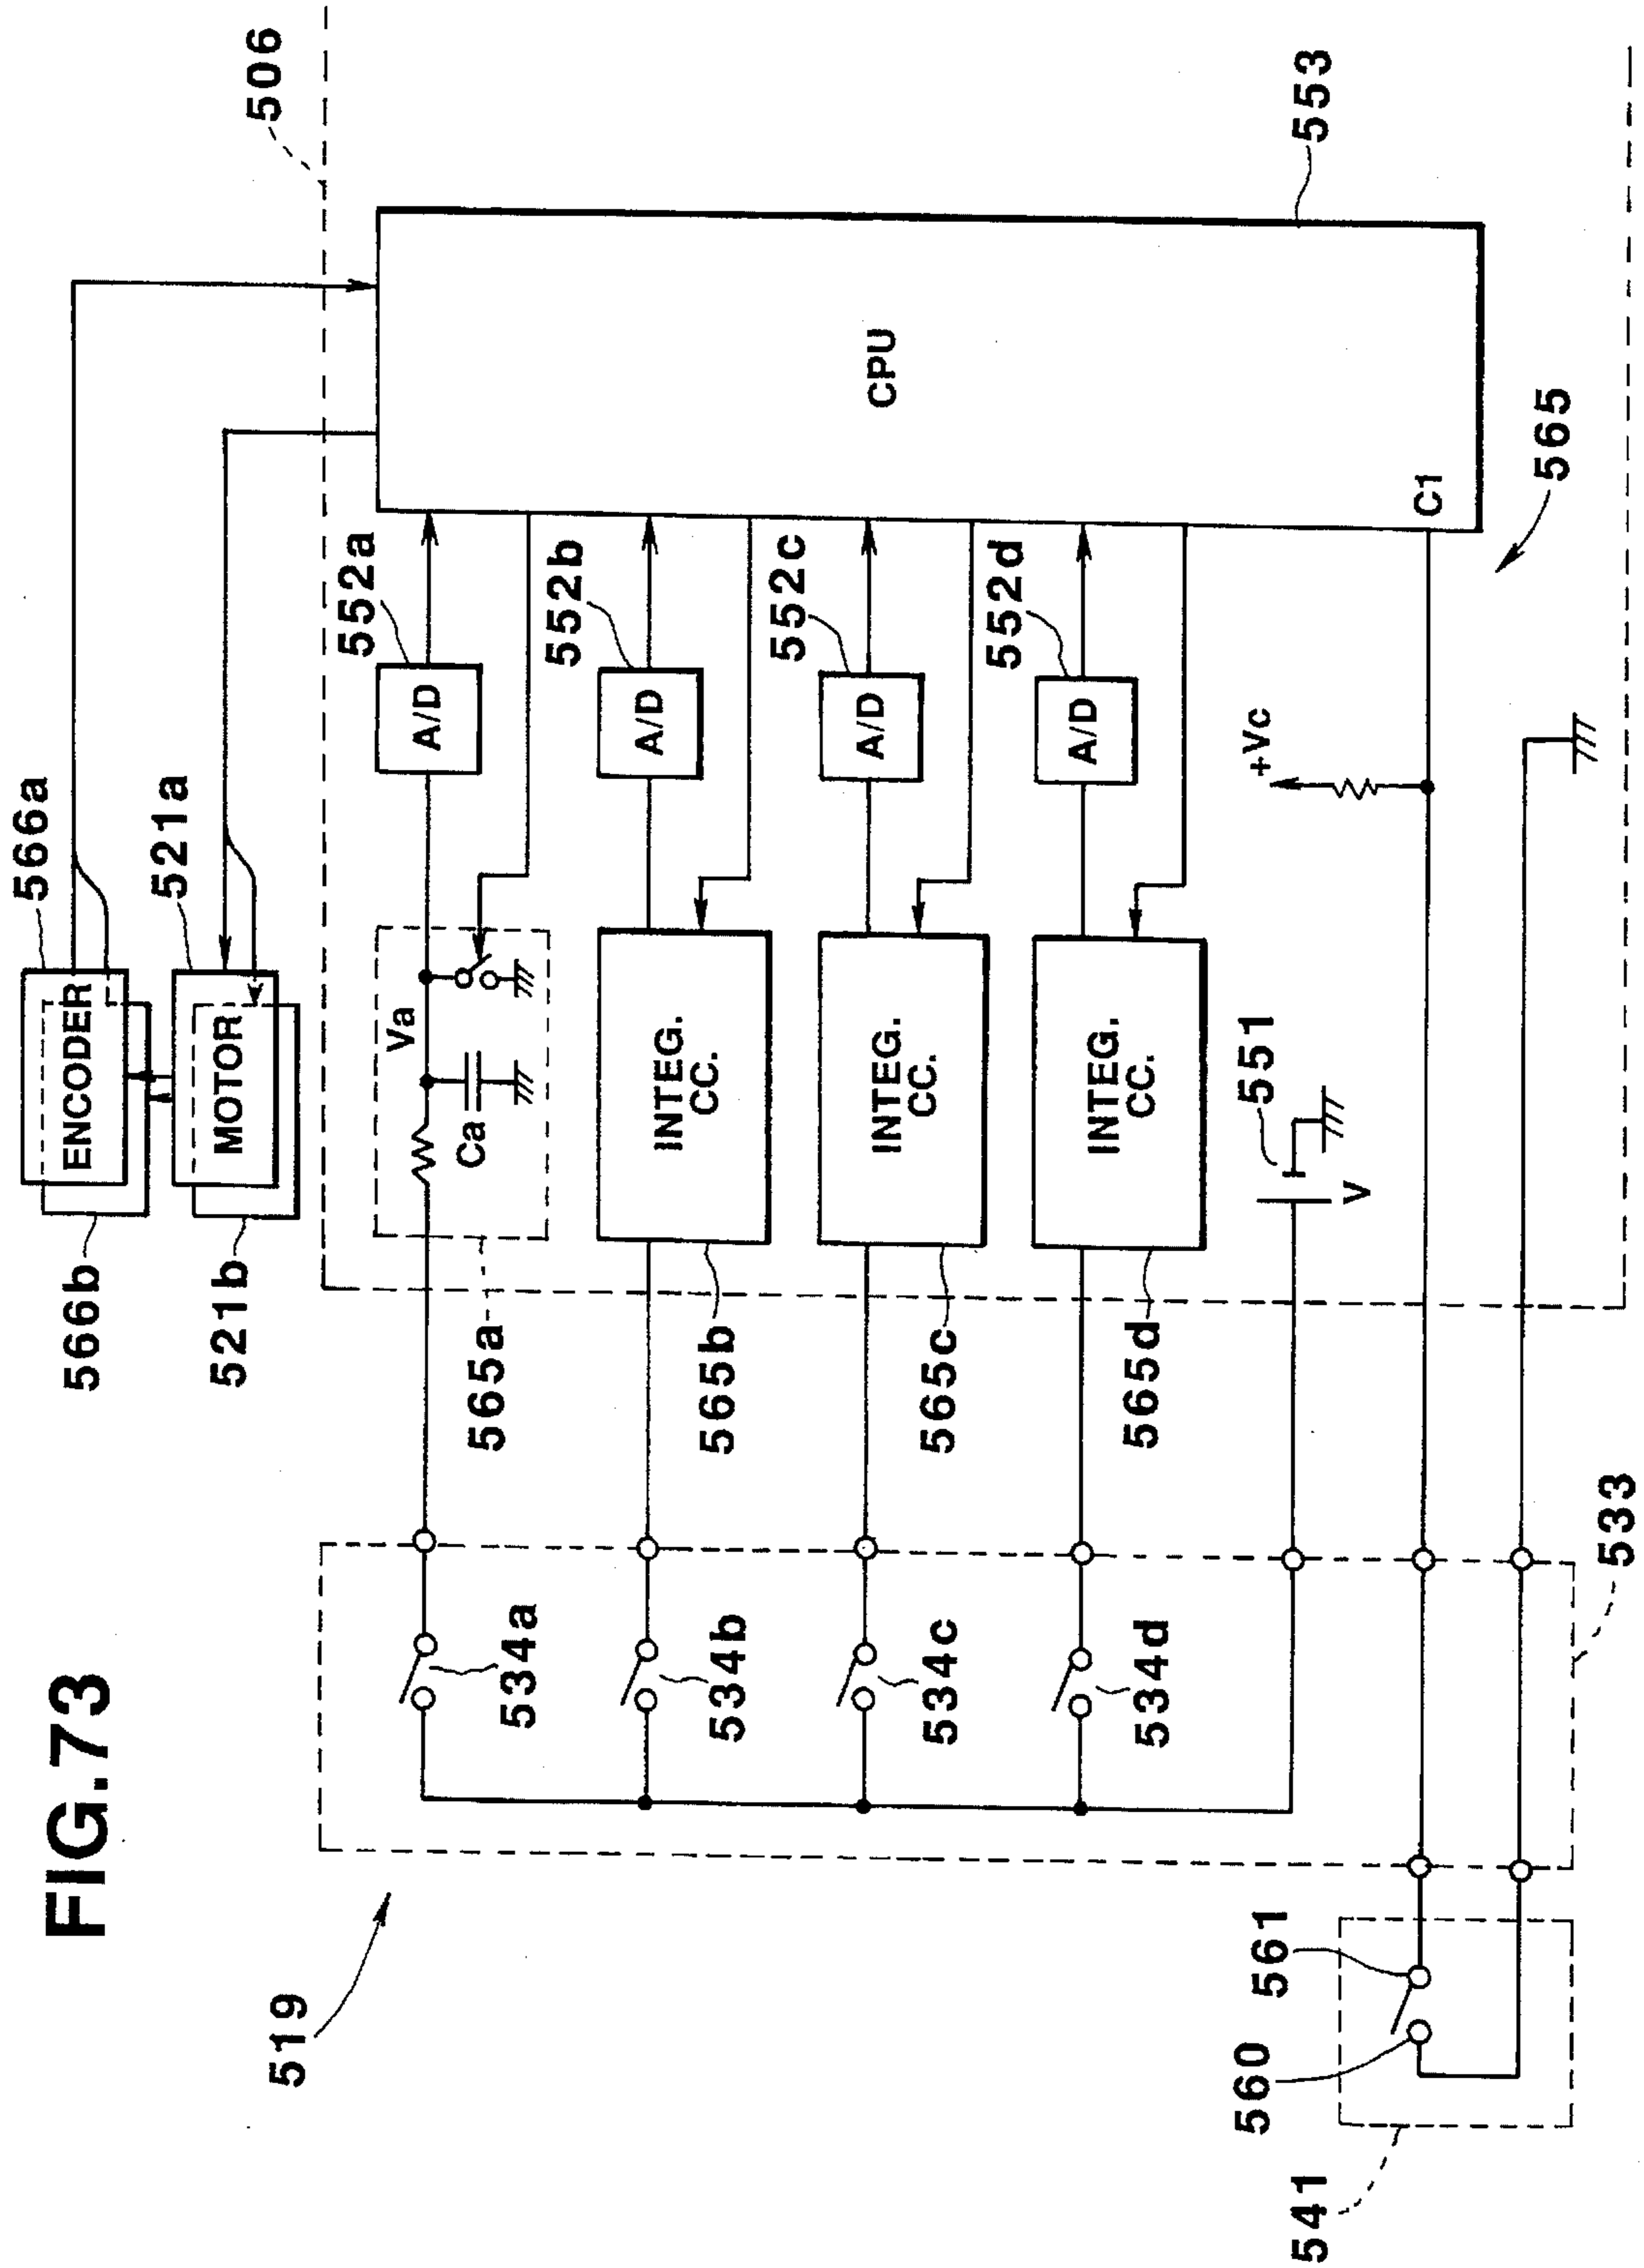 FIG.73
519
506
566a
566b
ENCODER
521a
521b
MOTOR
552a
A/D
Va
Ca
565a
534a
552b
A/D
INTEG.
CC.
565b
534b
CPU
553
552c
A/D
INTEG.
CC.
565c
534c
552d
A/D
INTEG.
CC.
565d
534d
+Vc
551
V
C1
565
561
560
541
533